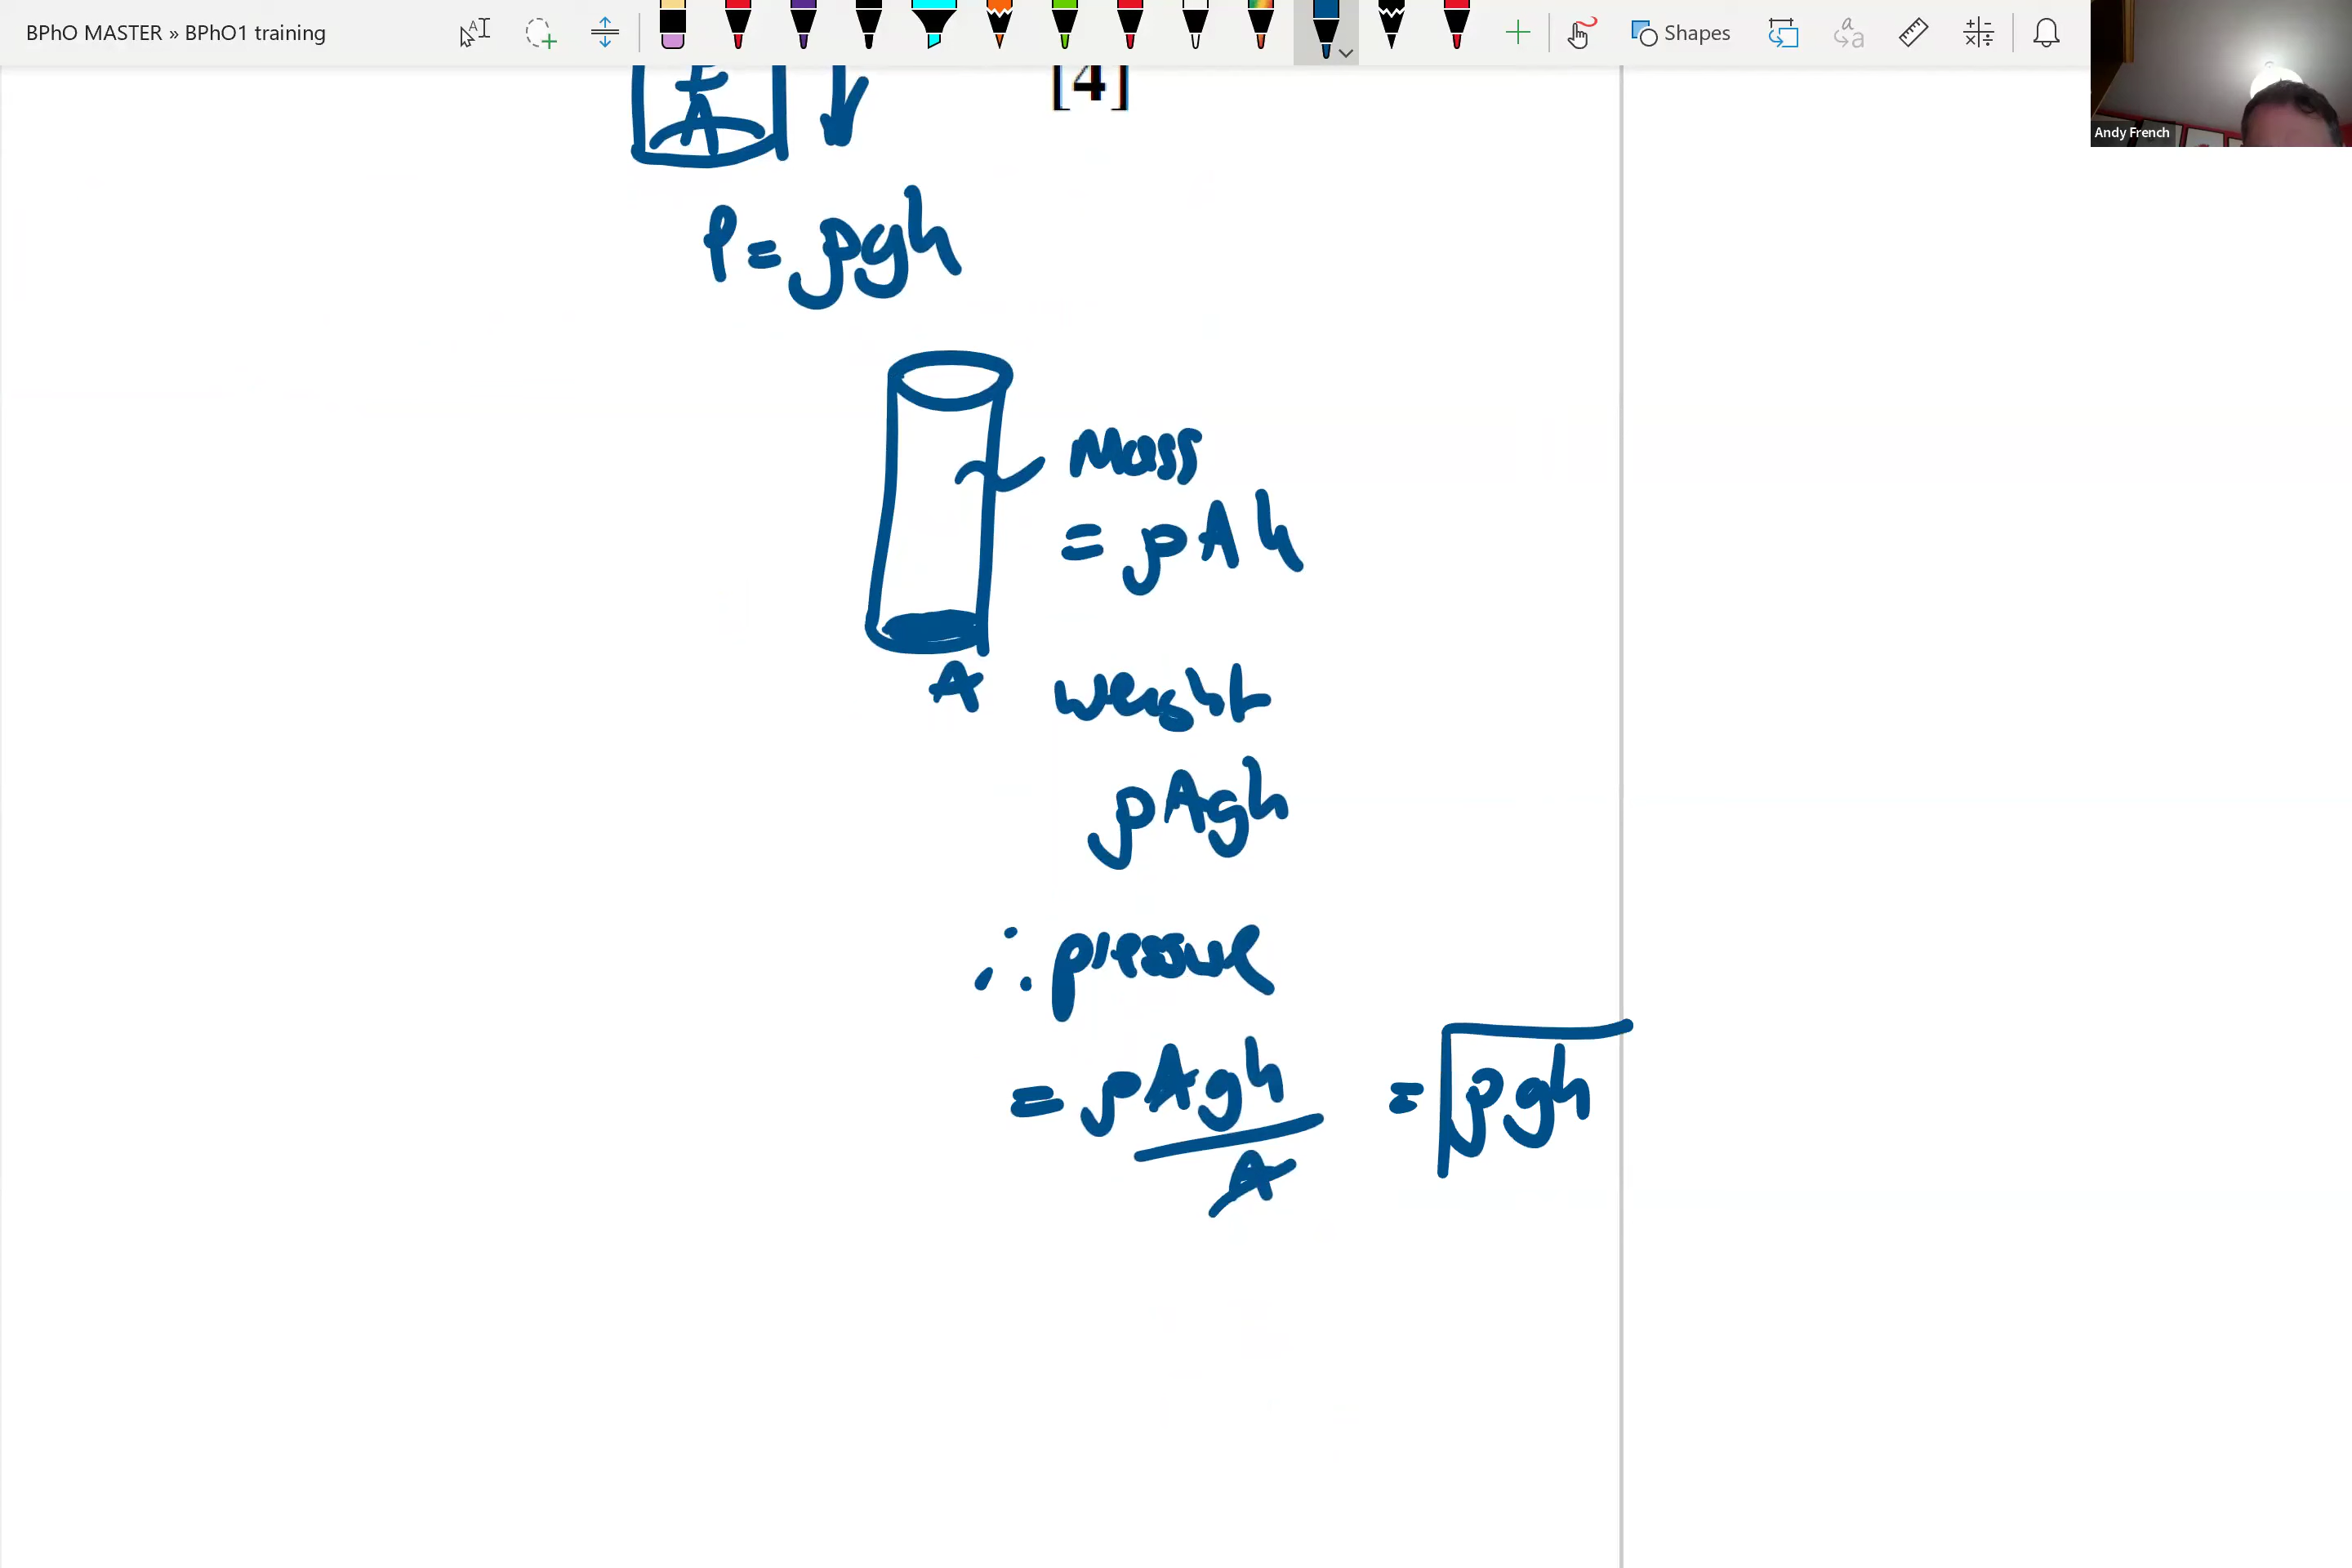 BPhO MASTER » BPhO1 training
Shapes
Andy French
[4]
F
A
P = ρgh
Mass
= ρAh
A
weight
ρAgh
∴ pressure
= ρAgh = ρgh
A